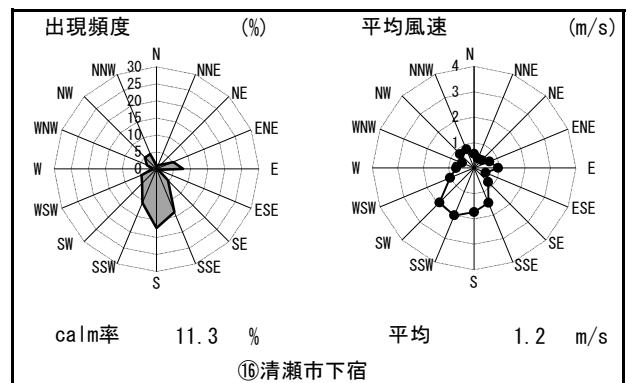 出現頻度 (%)
N
NNE
NE
ENE
E
ESE
SE
SSE
S
SSW
SW
WSW
W
WNW
NW
NNW
30
25
20
15
10
5
0
calm率 11.3 %
平均風速 (m/s)
N
NNE
NE
ENE
E
ESE
SE
SSE
S
SSW
SW
WSW
W
WNW
NW
NNW
4
3
2
1
0
平均 1.2 m/s
⑯清瀬市下宿